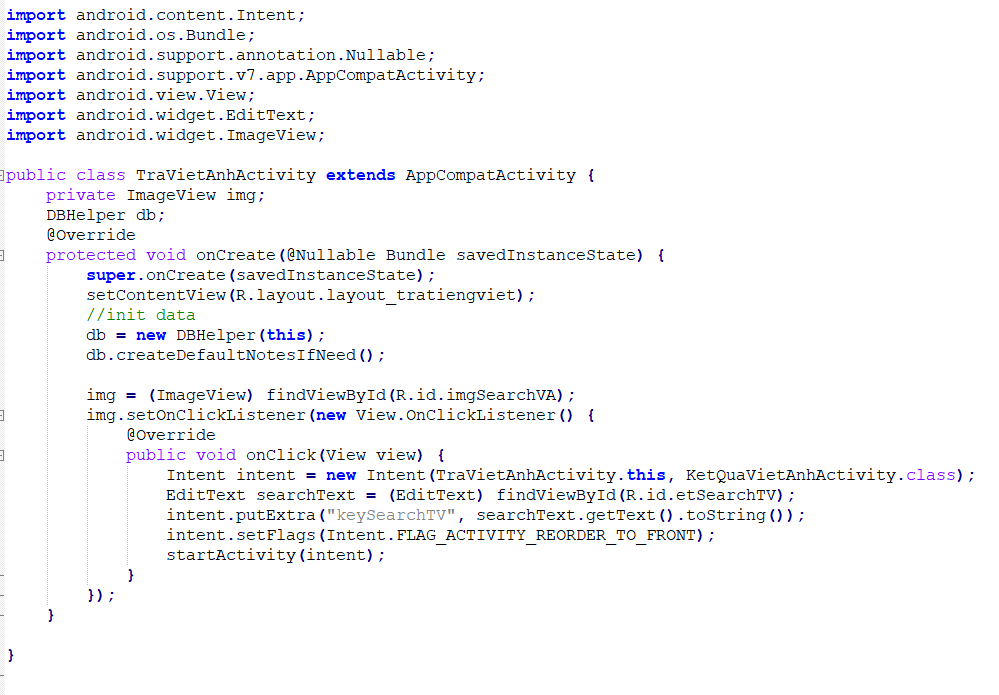 import android.content.Intent;
import android.os.Bundle;
import android.support.annotation.Nullable;
import android.support.v7.app.AppCompatActivity;
import android.view.View;
import android.widget.EditText;
import android.widget.ImageView;

public class TraVietAnhActivity extends AppCompatActivity {
    private ImageView img;
    DBHelper db;
    @Override
    protected void onCreate(@Nullable Bundle savedInstanceState) {
        super.onCreate(savedInstanceState);
        setContentView(R.layout.layout_tratiengviet);
        //init data
        db = new DBHelper(this);
        db.createDefaultNotesIfNeed();

        img = (ImageView) findViewById(R.id.imgSearchVA);
        img.setOnClickListener(new View.OnClickListener() {
            @Override
            public void onClick(View view) {
                Intent intent = new Intent(TraVietAnhActivity.this, KetQuaVietAnhActivity.class);
                EditText searchText = (EditText) findViewById(R.id.etSearchTV);
                intent.putExtra("keySearchTV", searchText.getText().toString());
                intent.setFlags(Intent.FLAG_ACTIVITY_REORDER_TO_FRONT);
                startActivity(intent);
            }
        });
    }

}